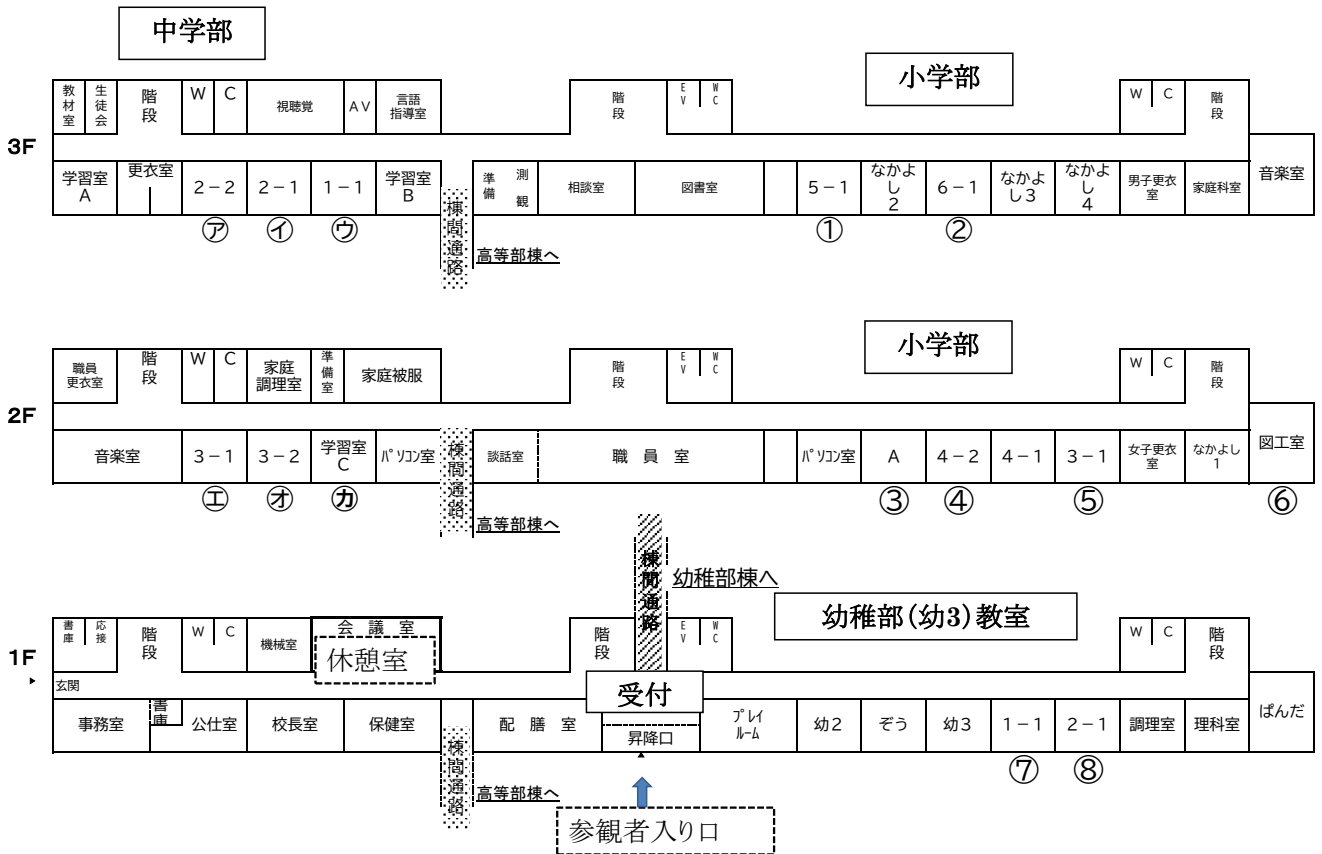 中学部
小学部
3F
教材室 生徒会 階段 W C 視聴覚 AV 言語指導室 階段 EV WC W C 階段
学習室A 更衣室 2-2 2-1 1-1 学習室B 準備 測観 相談室 図書室 5-1 なかよし2 6-1 なかよし3 なかよし4 男子更衣室 家庭科室 音楽室
㋐ ㋑ ㋒ 棟間通路 ① ②
高等部棟へ
小学部
2F
職員更衣室 階段 W C 家庭調理室 準備室 家庭被服 階段 EV WC W C 階段
音楽室 3-1 3-2 学習室C パソコン室 棟間通路 談話室 職員室 パソコン室 A 4-2 4-1 3-1 女子更衣室 なかよし1 図工室
㋓ ㋔ ㋕ ③ ④ ⑤ ⑥
高等部棟へ
棟間通路 幼稚部棟へ
幼稚部(幼3)教室
1F
書庫 応接 階段 W C 機械室 会議室 階段 EV WC W C 階段
休憩室
玄関
受付
事務室 書庫 公仕室 校長室 保健室 配膳室 昇降口 プレイルーム 幼2 ぞう 幼3 1-1 2-1 調理室 理科室 ぱんだ
棟間通路 ⑦ ⑧
高等部棟へ
参観者入り口